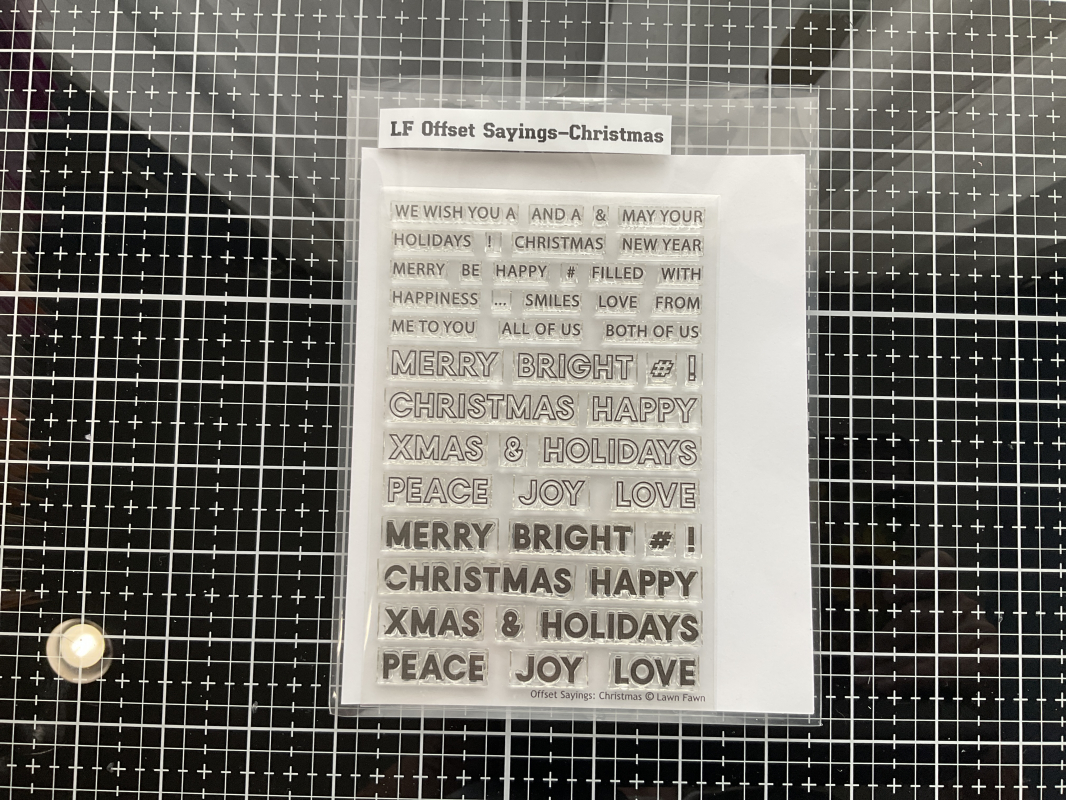 LF Offset Sayings-Christmas
WE WISH YOU A AND A & MAY YOUR
HOLIDAYS ! CHRISTMAS NEW YEAR
MERRY BE HAPPY # FILLED WITH
HAPPINESS ... SMILES LOVE FROM
ME TO YOU ALL OF US BOTH OF US
MERRY BRIGHT # !
CHRISTMAS HAPPY
XMAS & HOLIDAYS
PEACE JOY LOVE
MERRY BRIGHT # !
CHRISTMAS HAPPY
XMAS & HOLIDAYS
PEACE JOY LOVE
Offset Sayings: Christmas © Lawn Fawn